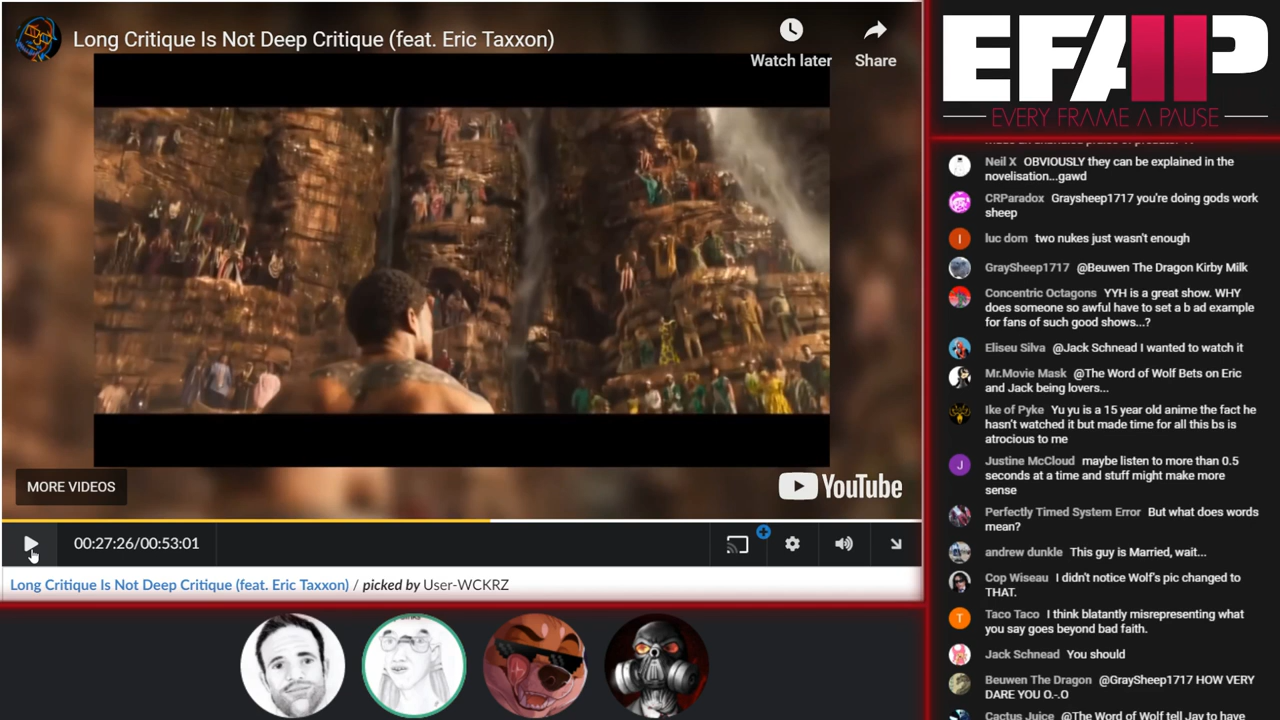 Long Critique Is Not Deep Critique (feat. Eric Taxxon)
Watch later
Share
MORE VIDEOS
YouTube
00:27:26/00:53:01
Long Critique Is Not Deep Critique (feat. Eric Taxxon) / picked by User-WCKRZ
EFAP
EVERY FRAME A PAUSE
Neil X OBVIOUSLY they can be explained in the
novelisation...gawd
CRParadox Graysheep1717 you're doing gods work
sheep
luc dom two nukes just wasn't enough
GraySheep1717 @Beuwen The Dragon Kirby Milk
Concentric Octagons YYH is a great show. WHY
does someone so awful have to set a b ad example
for fans of such good shows...?
Eliseu Silva @Jack Schnead I wanted to watch it
Mr.Movie Mask @The Word of Wolf Bets on Eric
and Jack being lovers...
Ike of Pyke Yu yu is a 15 year old anime the fact he
hasn't watched it but made time for all this bs is
atrocious to me
J
Justine McCloud maybe listen to more than 0.5
seconds at a time and stuff might make more
sense
Perfectly Timed System Error But what does words
mean?
andrew dunkle This guy is Married, wait...
Cop Wiseau I didn't notice Wolf's pic changed to
THAT.
T
Taco Taco I think blatantly misrepresenting what
you say goes beyond bad faith.
Jack Schnead You should
Beuwen The Dragon @GraySheep1717 HOW VERY
DARE YOU O.-.O
Cactus Juice @The Word of Wolf tell Jay to have